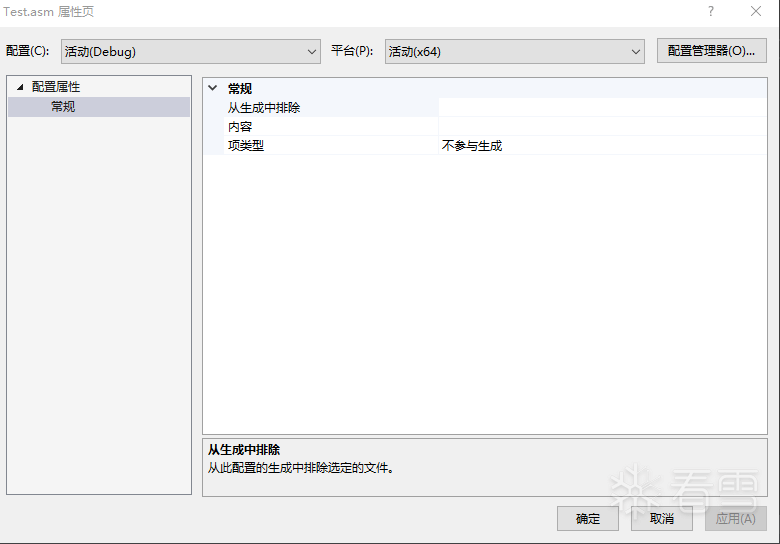 Test.asm 属性页
配置(C): 活动(Debug) 平台(P): 活动(x64) 配置管理器(O)...
配置属性
常规
常规
从生成中排除
内容
项类型 不参与生成
从生成中排除
从此配置的生成中排除选定的文件。
看雪
确定 取消 应用(A)